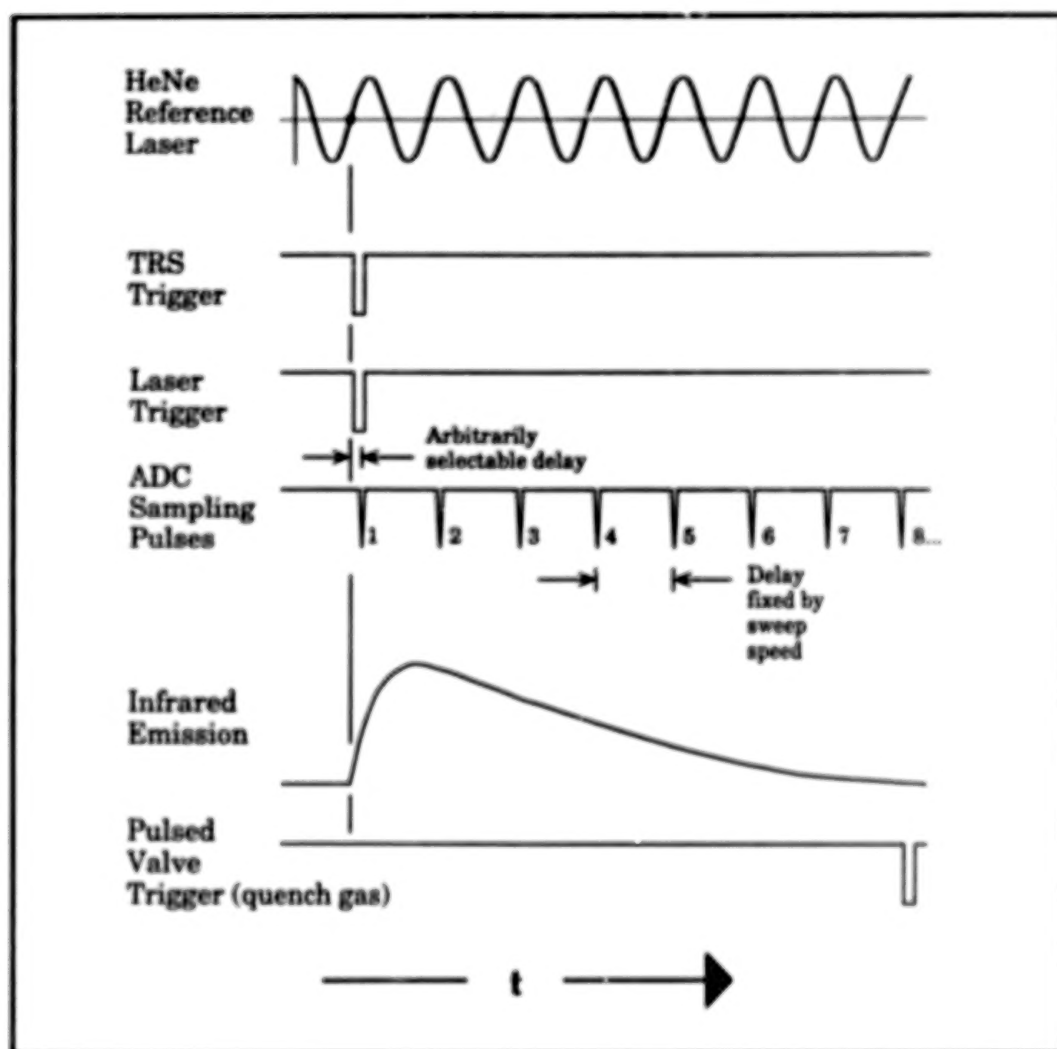 HeNe
Reference
Laser
TRS
Trigger
Laser
Trigger
Arbitrarily
selectable delay
ADC
Sampling
Pulses
1 2 3 4 5 6 7 8...
Delay
fixed by
sweep
speed
Infrared
Emission
Pulsed
Valve
Trigger (quench gas)
t